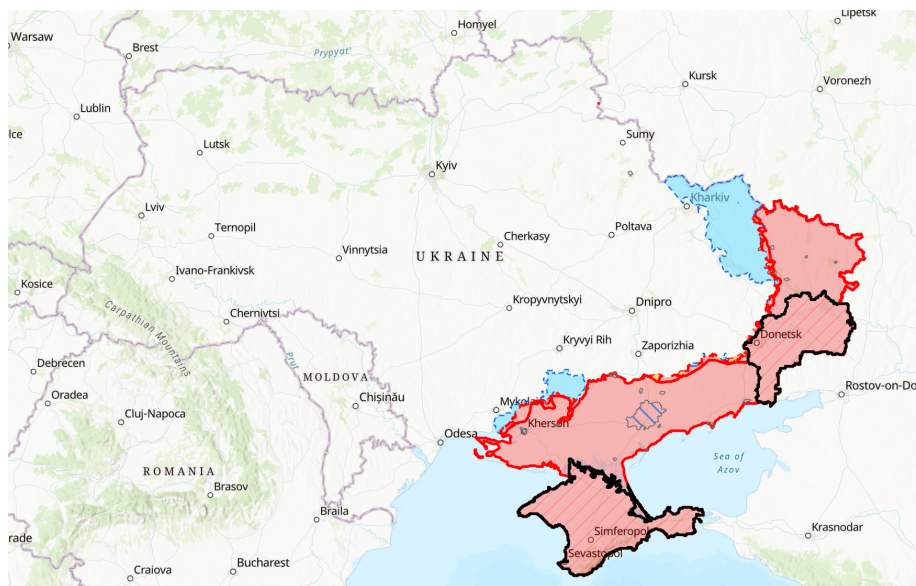 Lipetsk
Homyel
Warsaw
Brest
Prypyat'
Kursk
Voronezh
Lublin
lce
Sumy
Lutsk
Kyiv
Kharkiv
Lviv
Ternopil
Cherkasy
Poltava
Vinnytsia
UKRAINE
Ivano-Frankivsk
Kosice
Kropyvnytskyi
Dnipro
Carpathian Mountains
Chernivtsi
Donetsk
Kryvyi Rih
Zaporizhia
Prut
Debrecen
MOLDOVA
Rostov-on-Do
Oradea
Chișinău
Mykola
Cluj-Napoca
Kherson
Odesa
Sea of
Azov
ROMANIA
Brasov
Braila
Simferopol
Krasnodar
rade
Sevastopol
Bucharest
Craiova